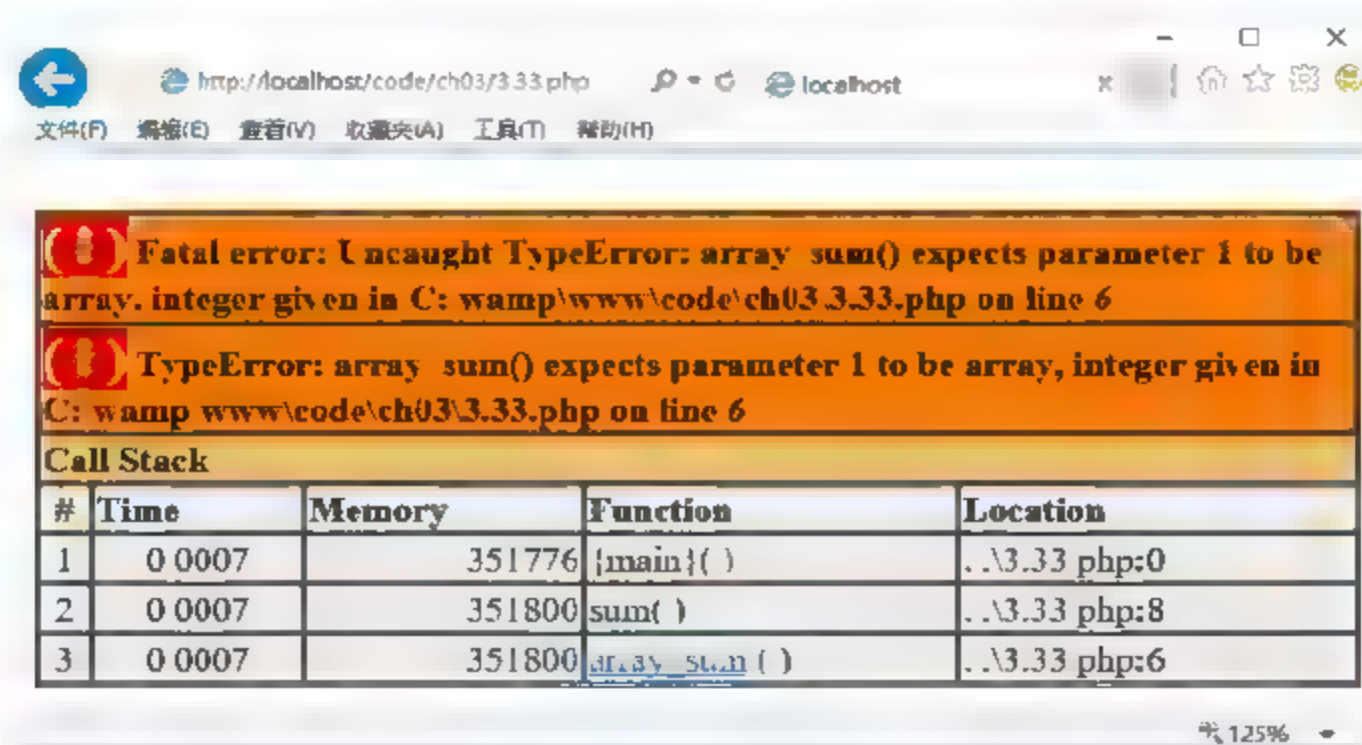 http://localhost/code/ch03/3.33.php localhost
文件(F) 编辑(E) 查看(V) 收藏夹(A) 工具(T) 帮助(H)
( ! ) Fatal error: Uncaught TypeError: array_sum() expects parameter 1 to be
array, integer given in C:\wamp\www\code\ch03\3.33.php on line 6
( ! ) TypeError: array_sum() expects parameter 1 to be array, integer given in
C:\wamp\www\code\ch03\3.33.php on line 6
Call Stack
# Time Memory Function Location
1 0.0007 351776 {main}( ) ...\3.33.php:0
2 0.0007 351800 sum( ) ...\3.33.php:8
3 0.0007 351800 array_sum ( ) ...\3.33.php:6
125%